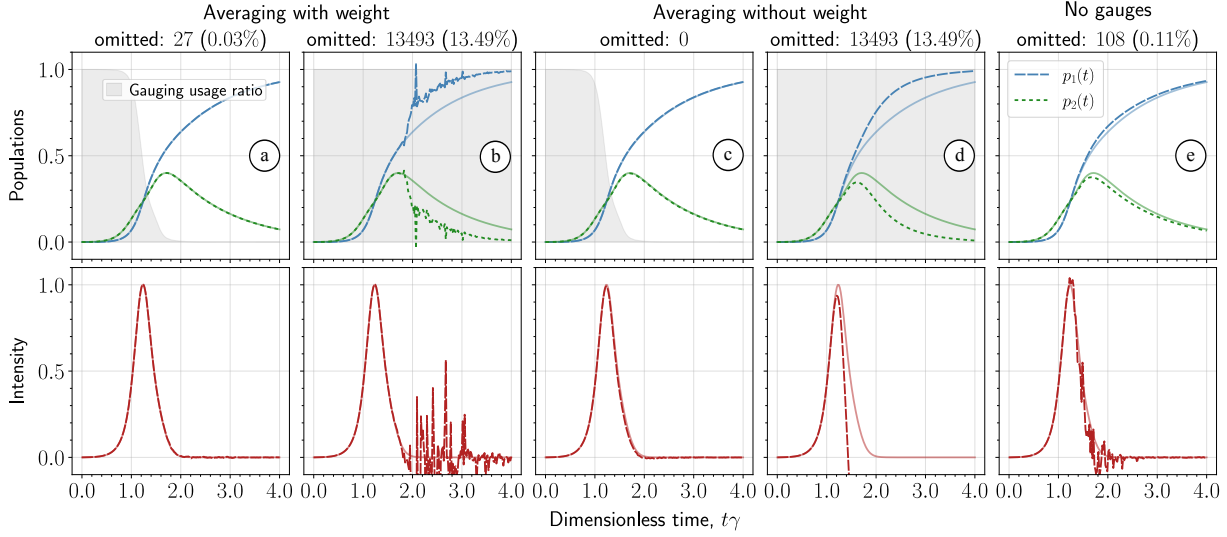 Averaging with weight
Averaging without weight
No gauges
omitted: 27 (0.03%)
omitted: 13493 (13.49%)
omitted: 0
omitted: 13493 (13.49%)
omitted: 108 (0.11%)
Populations
1.0
0.5
0.0
Gauging usage ratio
p₁(t)
p₂(t)
a
b
c
d
e
Intensity
1.0
0.5
0.0
0.0 1.0 2.0 3.0 4.0
0.0 1.0 2.0 3.0 4.0
0.0 1.0 2.0 3.0 4.0
0.0 1.0 2.0 3.0 4.0
0.0 1.0 2.0 3.0 4.0
Dimensionless time, tγ